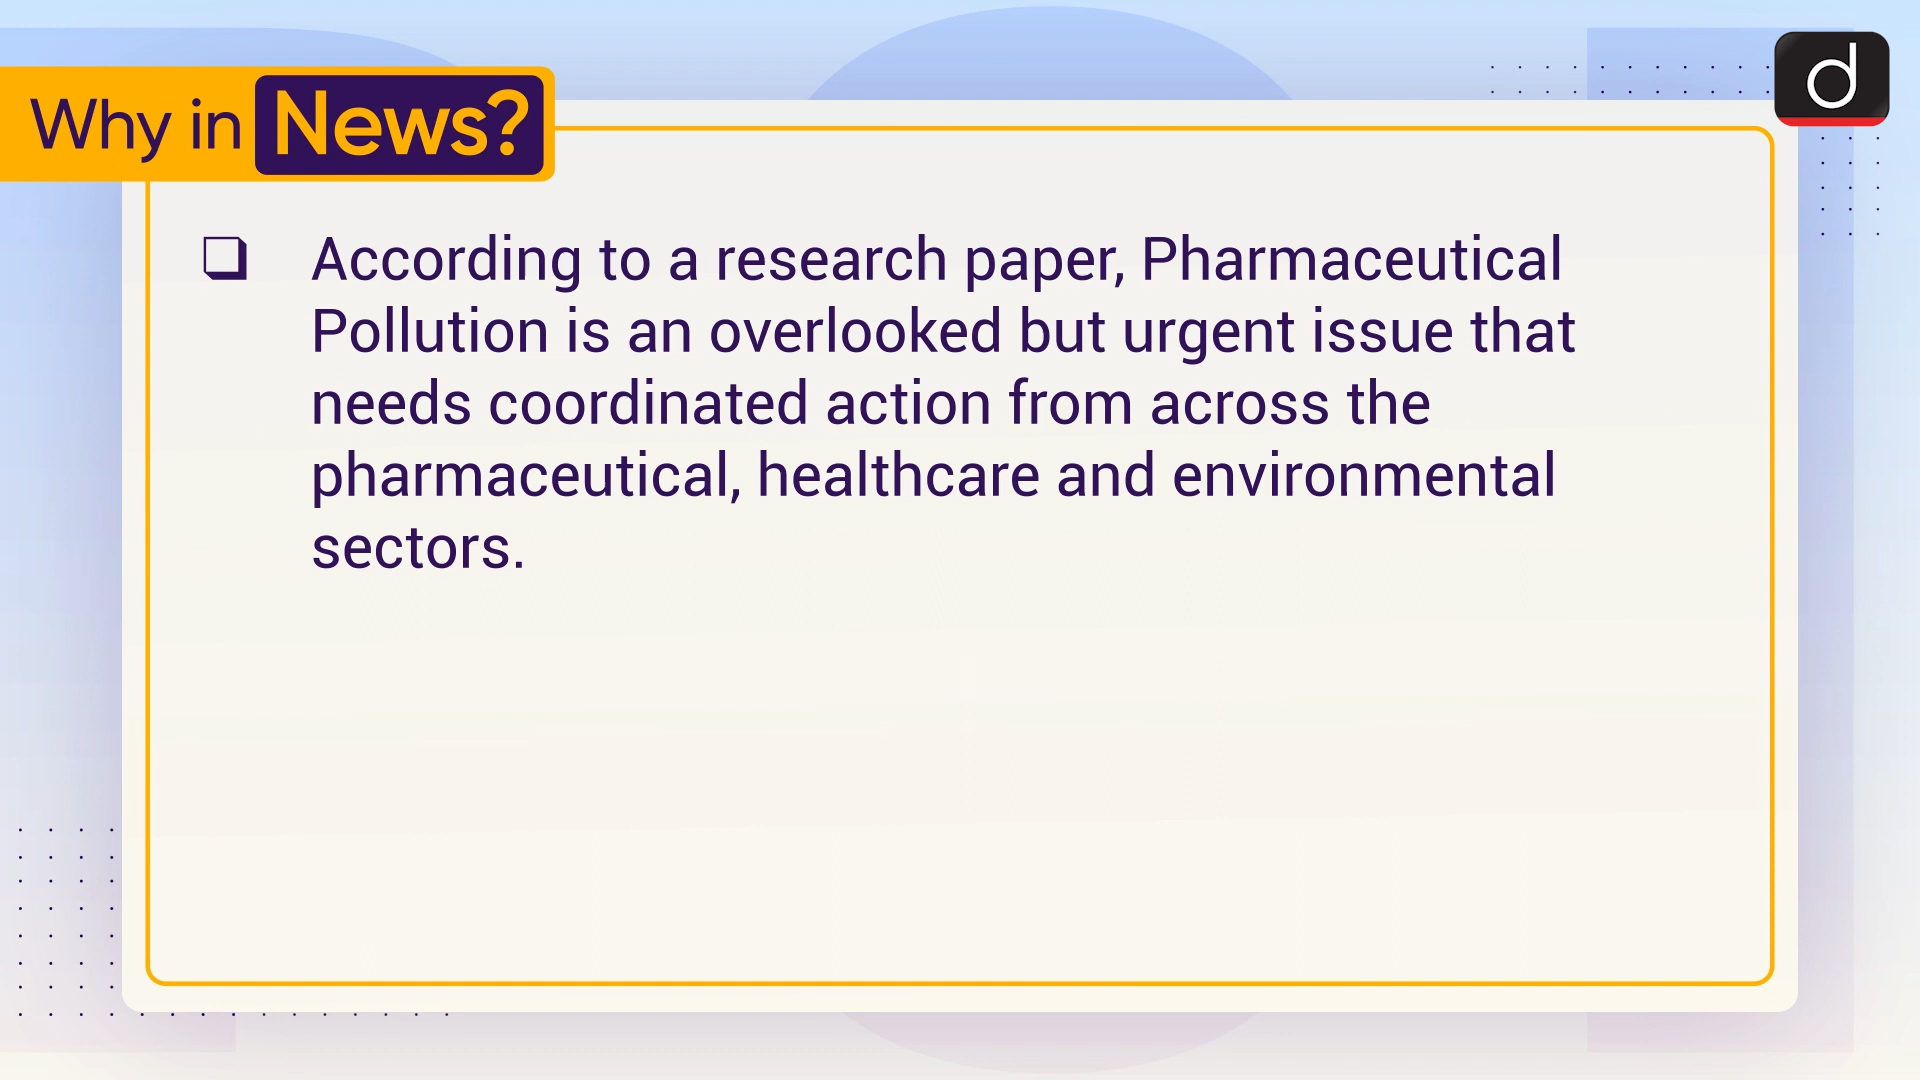 Why in News?
d
❑ According to a research paper, Pharmaceutical
Pollution is an overlooked but urgent issue that
needs coordinated action from across the
pharmaceutical, healthcare and environmental
sectors.